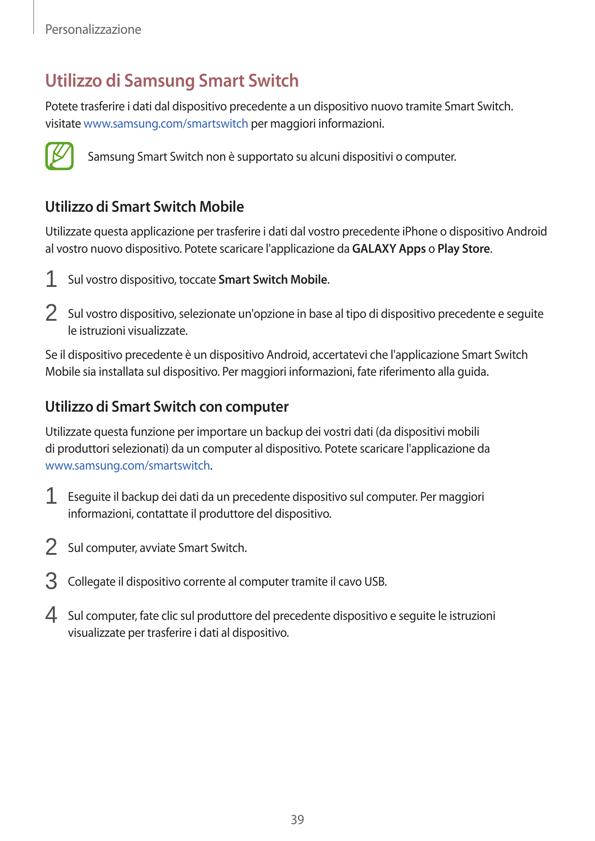 Personalizzazione
Utilizzo di Samsung Smart Switch
Potete trasferire i dati dal dispositivo precedente a un dispositivo nuovo tramite Smart Switch.
visitate www.samsung.com/smartswitch per maggiori informazioni.
Samsung Smart Switch non è supportato su alcuni dispositivi o computer.
Utilizzo di Smart Switch Mobile
Utilizzate questa applicazione per trasferire i dati dal vostro precedente iPhone o dispositivo Android
al vostro nuovo dispositivo. Potete scaricare l'applicazione da GALAXY Apps o Play Store.
1 Sul vostro dispositivo, toccate Smart Switch Mobile.
2 Sul vostro dispositivo, selezionate un'opzione in base al tipo di dispositivo precedente e seguite
le istruzioni visualizzate.
Se il dispositivo precedente è un dispositivo Android, accertatevi che l'applicazione Smart Switch
Mobile sia installata sul dispositivo. Per maggiori informazioni, fate riferimento alla guida.
Utilizzo di Smart Switch con computer
Utilizzate questa funzione per importare un backup dei vostri dati (da dispositivi mobili
di produttori selezionati) da un computer al dispositivo. Potete scaricare l'applicazione da
www.samsung.com/smartswitch.
1 Eseguite il backup dei dati da un precedente dispositivo sul computer. Per maggiori
informazioni, contattate il produttore del dispositivo.
2 Sul computer, avviate Smart Switch.
3 Collegate il dispositivo corrente al computer tramite il cavo USB.
4 Sul computer, fate clic sul produttore del precedente dispositivo e seguite le istruzioni
visualizzate per trasferire i dati al dispositivo.
39